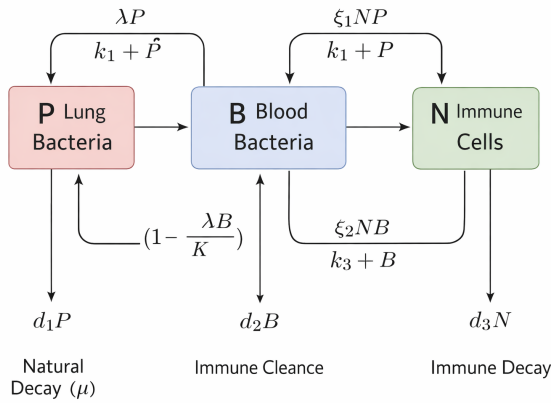 λP
k₁ + P̂
ξ₁NP
k₁ + P
P Lung
Bacteria
B Blood
Bacteria
N Immune
Cells
(1− λB / K)
ξ₂NB
k₃ + B
d₁P
d₂B
d₃N
Natural
Decay (μ)
Immune Cleance
Immune Decay